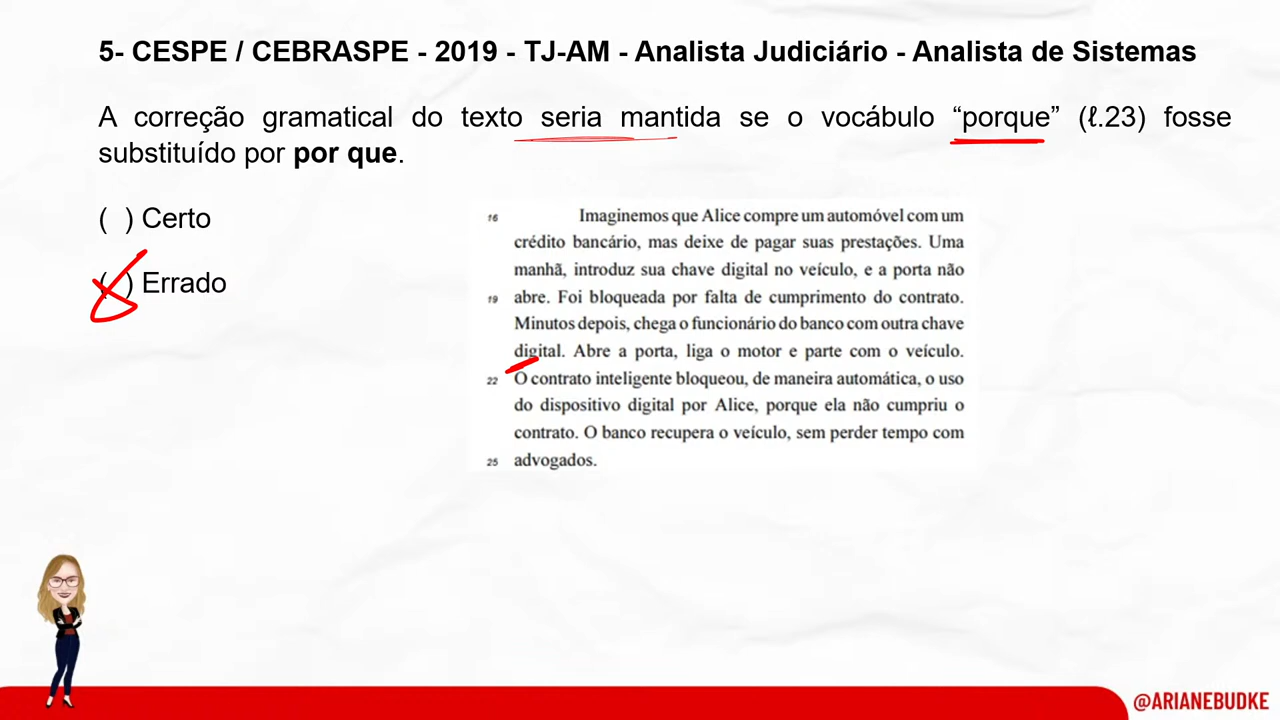 5- CESPE / CEBRASPE - 2019 - TJ-AM - Analista Judiciário - Analista de Sistemas
A correção gramatical do texto seria mantida se o vocábulo “porque” (ℓ.23) fosse
substituído por por que.
( ) Certo
( ) Errado
16 Imaginemos que Alice compre um automóvel com um
crédito bancário, mas deixe de pagar suas prestações. Uma
manhã, introduz sua chave digital no veículo, e a porta não
19 abre. Foi bloqueada por falta de cumprimento do contrato.
Minutos depois, chega o funcionário do banco com outra chave
digital. Abre a porta, liga o motor e parte com o veículo.
22 O contrato inteligente bloqueou, de maneira automática, o uso
do dispositivo digital por Alice, porque ela não cumpriu o
contrato. O banco recupera o veículo, sem perder tempo com
25 advogados.
@ARIANEBUDKE